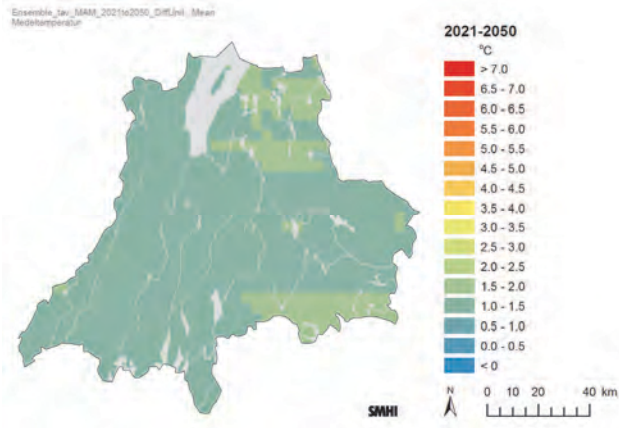 Ensemble_tav_MAM_2021to2050_DiffUnil_Mean
Medeltemperatur
2021-2050
°C
> 7.0
6.5 - 7.0
6.0 - 6.5
5.5 - 6.0
5.0 - 5.5
4.5 - 5.0
4.0 - 4.5
3.5 - 4.0
3.0 - 3.5
2.5 - 3.0
2.0 - 2.5
1.5 - 2.0
1.0 - 1.5
0.5 - 1.0
0.0 - 0.5
< 0
N
0 10 20 40 km
SMHI